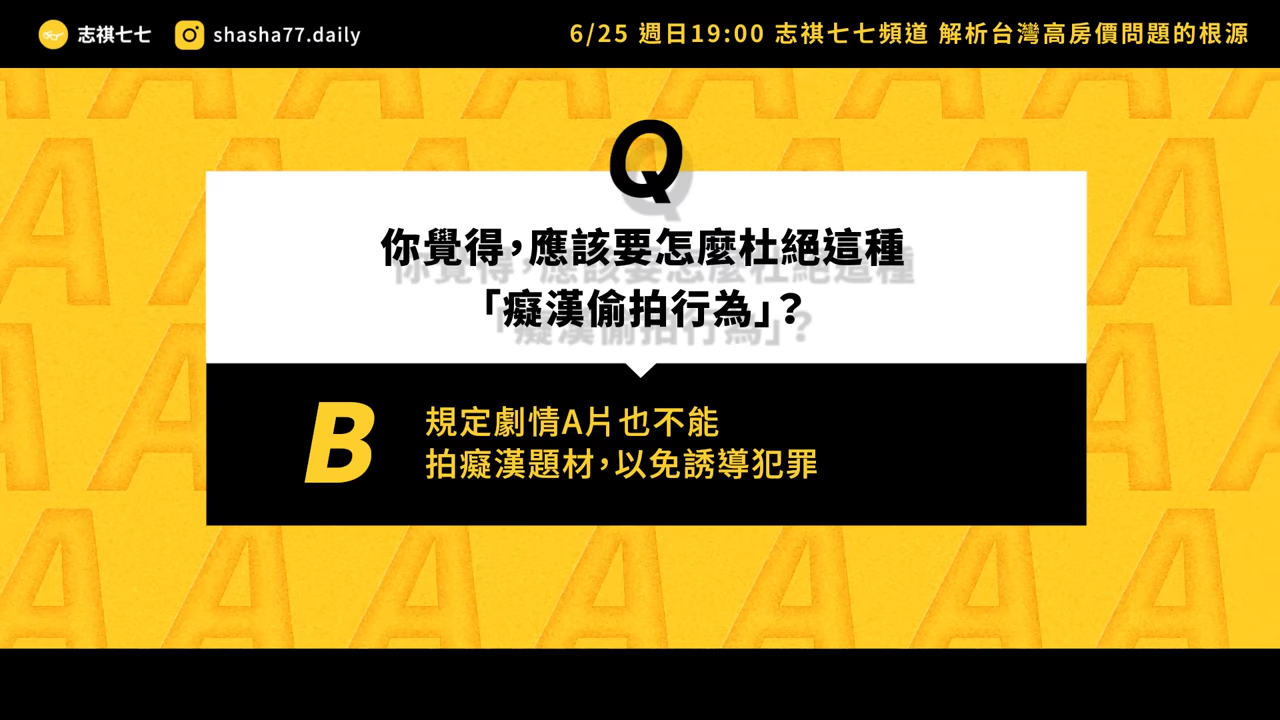 志祺七七 shasha77.daily 6/25 週日19:00 志祺七七頻道 解析台灣高房價問題的根源
Q
你覺得,應該要怎麼杜絕這種
「癡漢偷拍行為」?
B
規定劇情A片也不能
拍癡漢題材,以免誘導犯罪